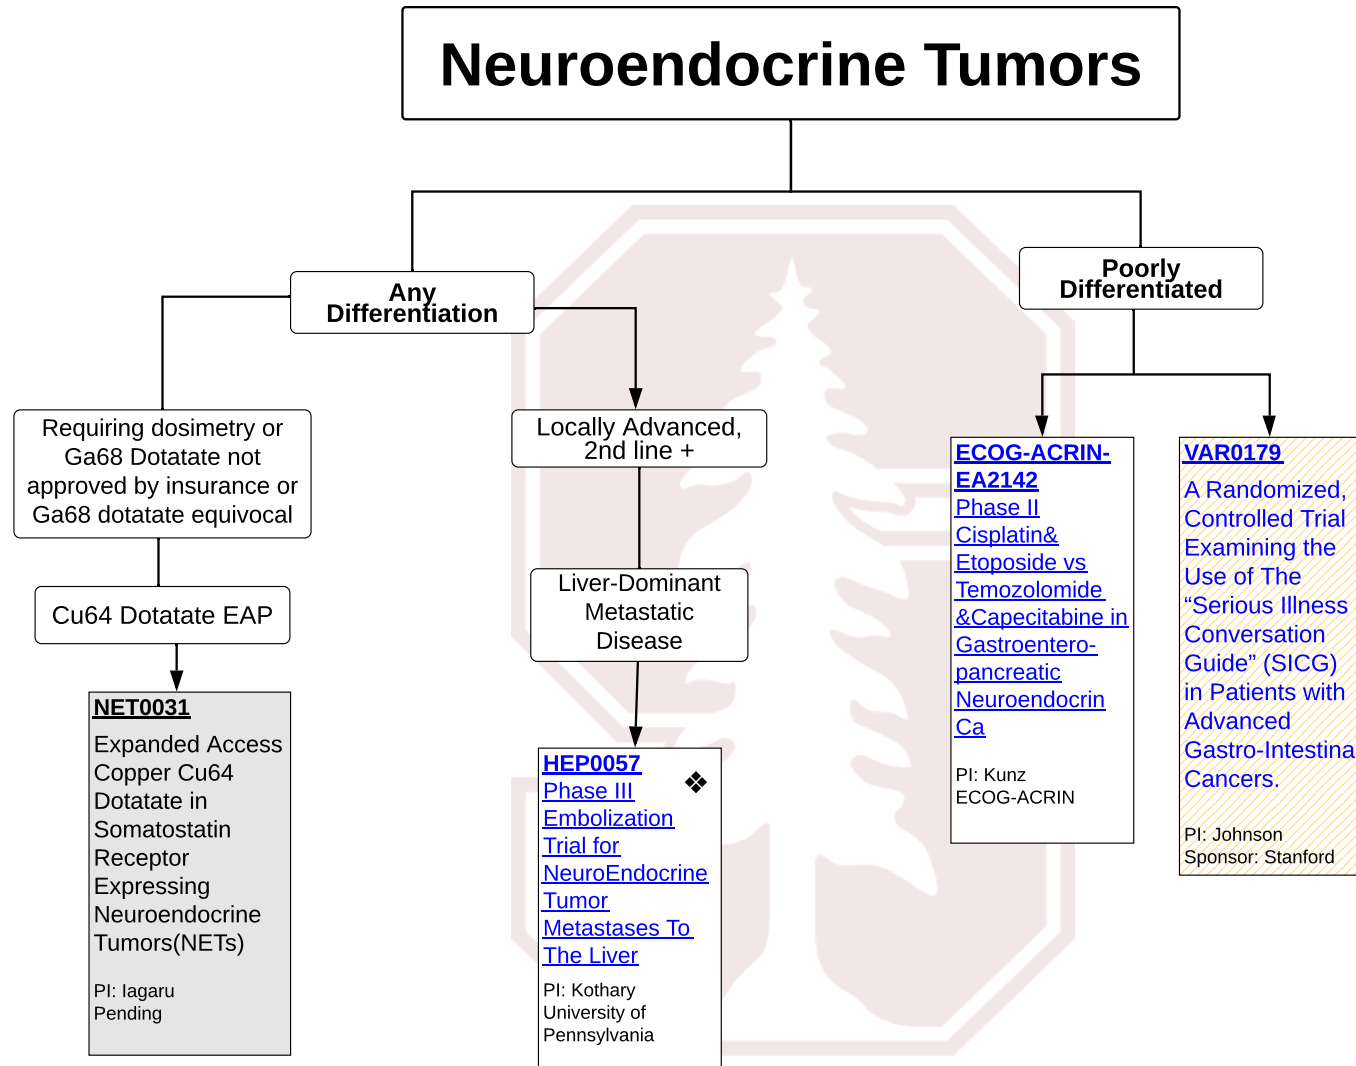 Neuroendocrine Tumors
Any
Differentiation
Poorly
Differentiated
Requiring dosimetry or
Ga68 Dotatate not
approved by insurance or
Ga68 dotatate equivocal
Cu64 Dotatate EAP
NET0031
Expanded Access
Copper Cu64
Dotatate in
Somatostatin
Receptor
Expressing
Neuroendocrine
Tumors(NETs)
PI: Iagaru
Pending
Locally Advanced,
2nd line +
Liver-Dominant
Metastatic
Disease
HEP0057
Phase III
Embolization
Trial for
NeuroEndocrine
Tumor
Metastases To
The Liver
PI: Kothary
University of
Pennsylvania
ECOG-ACRIN-
EA2142
Phase II
Cisplatin&
Etoposide vs
Temozolomide
&Capecitabine in
Gastroentero-
pancreatic
Neuroendocrin
Ca
PI: Kunz
ECOG-ACRIN
VAR0179
A Randomized,
Controlled Trial
Examining the
Use of The
“Serious Illness
Conversation
Guide” (SICG)
in Patients with
Advanced
Gastro-Intestina
Cancers.
PI: Johnson
Sponsor: Stanford